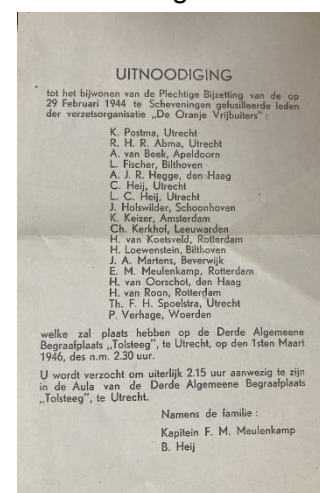 UITNOODIGING
tot het bijwonen van de Plechtige Bijzetting van de op
29 Februari 1944 te Scheveningen gefusilleerde leden
der verzetsorganisatie „De Oranje Vrijbuiters" :
K. Postma, Utrecht
R. H. R. Abma, Utrecht
A. van Beek, Apeldoorn
L. Fischer, Bilthoven
A. J. R. Hegge, den Haag
C. Heij, Utrecht
L. C. Heij, Utrecht
J. Holswilder, Schoonhoven
K. Keizer, Amsterdam
Ch. Kerkhof, Leeuwarden
H. van Koetsveld, Rotterdam
H. Loewenstein, Bilthoven
J. A. Martens, Beverwijk
E. M. Meulenkamp, Rotterdam
H. van Oorschot, den Haag
H. van Roon, Rotterdam
Th. F. H. Spoelstra, Utrecht
P. Verhage, Woerden
welke zal plaats hebben op de Derde Algemeene
Begraafplaats „Tolsteeg", te Utrecht, op den 1sten Maart
1946, des n.m. 2.30 uur.
U wordt verzocht om uiterlijk 2.15 uur aanwezig te zijn
in de Aula van de Derde Algemeene Begraafplaats
„Tolsteeg", te Utrecht.
Namens de familie :
Kapitein F. M. Meulenkamp
B. Heij